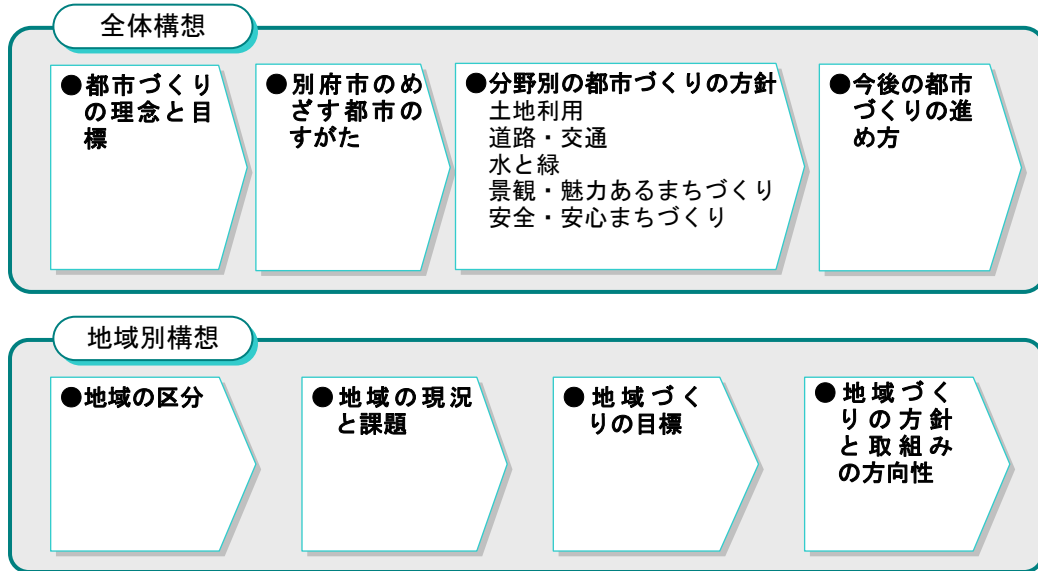 全体構想
●都市づくり
の理念と目
標
●別府市のめ
ざす都市の
すがた
●分野別の都市づくりの方針
土地利用
道路・交通
水と緑
景観・魅力あるまちづくり
安全・安心まちづくり
●今後の都市
づくりの進
め方
地域別構想
●地域の区分
●地域の現況
と課題
●地域づく
りの目標
●地域づく
りの方針
と取組み
の方向性